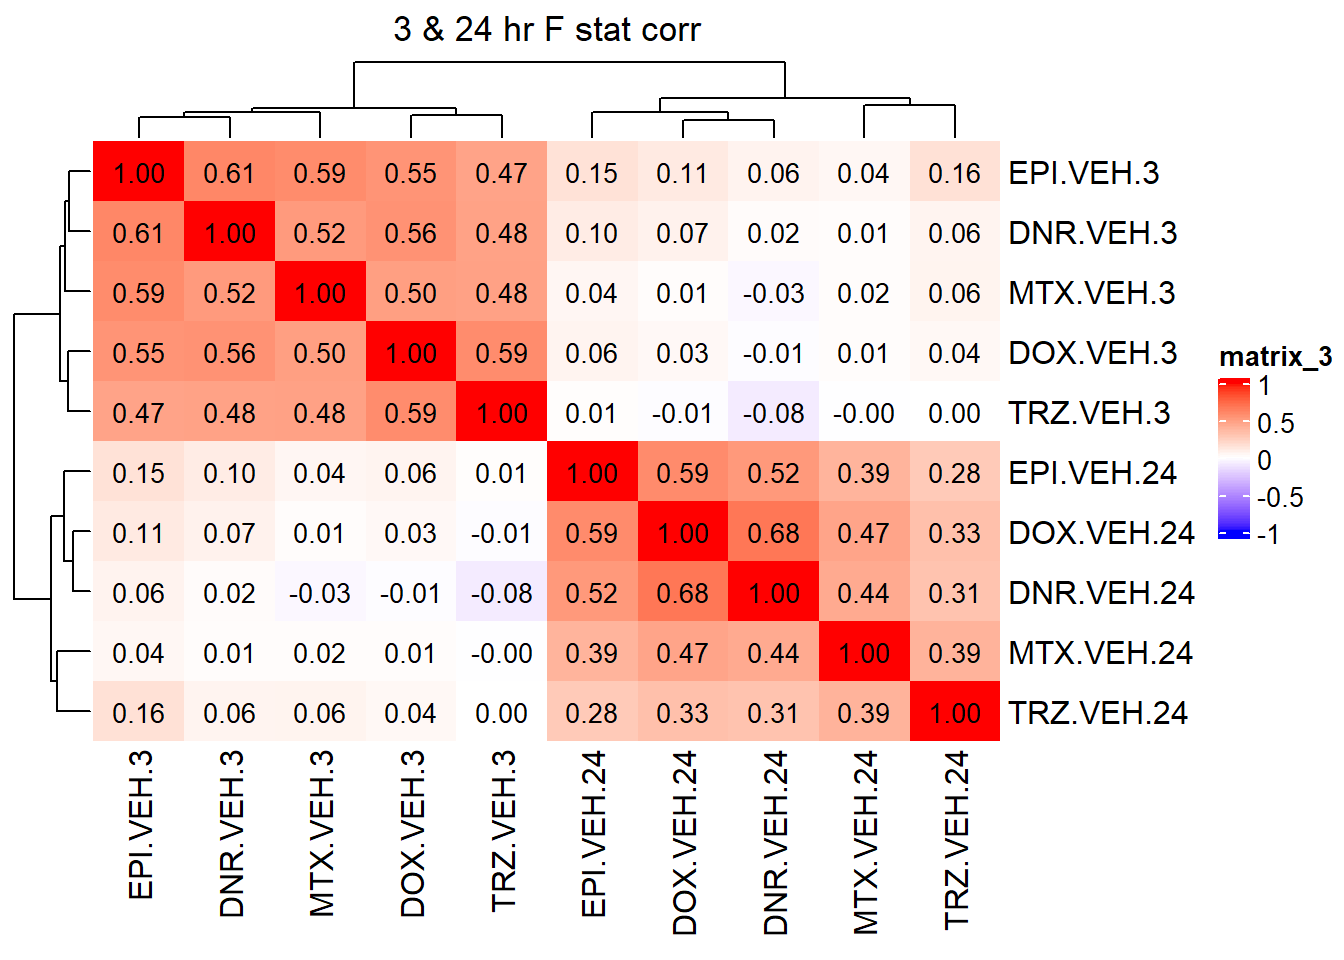 3 & 24 hr F stat corr
1.00 0.61 0.59 0.55 0.47 0.15 0.11 0.06 0.04 0.16 EPI.VEH.3
0.61 1.00 0.52 0.56 0.48 0.10 0.07 0.02 0.01 0.06 DNR.VEH.3
0.59 0.52 1.00 0.50 0.48 0.04 0.01 -0.03 0.02 0.06 MTX.VEH.3
0.55 0.56 0.50 1.00 0.59 0.06 0.03 -0.01 0.01 0.04 DOX.VEH.3
0.47 0.48 0.48 0.59 1.00 0.01 -0.01 -0.08 -0.00 0.00 TRZ.VEH.3
0.15 0.10 0.04 0.06 0.01 1.00 0.59 0.52 0.39 0.28 EPI.VEH.24
0.11 0.07 0.01 0.03 -0.01 0.59 1.00 0.68 0.47 0.33 DOX.VEH.24
0.06 0.02 -0.03 -0.01 -0.08 0.52 0.68 1.00 0.44 0.31 DNR.VEH.24
0.04 0.01 0.02 0.01 -0.00 0.39 0.47 0.44 1.00 0.39 MTX.VEH.24
0.16 0.06 0.06 0.04 0.00 0.28 0.33 0.31 0.39 1.00 TRZ.VEH.24
EPI.VEH.3
DNR.VEH.3
MTX.VEH.3
DOX.VEH.3
TRZ.VEH.3
EPI.VEH.24
DOX.VEH.24
DNR.VEH.24
MTX.VEH.24
TRZ.VEH.24
matrix_3
1
0.5
0
-0.5
-1